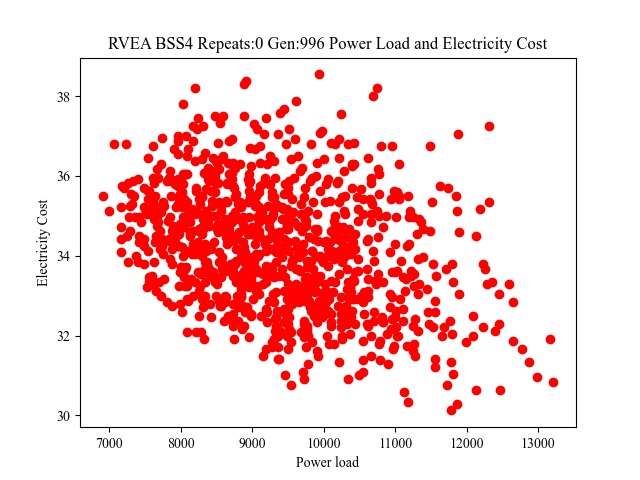 RVEA BSS4 Repeats:0 Gen:996 Power Load and Electricity Cost
38
36
34
32
30
Electricity Cost
7000 8000 9000 10000 11000 12000 13000
Power load